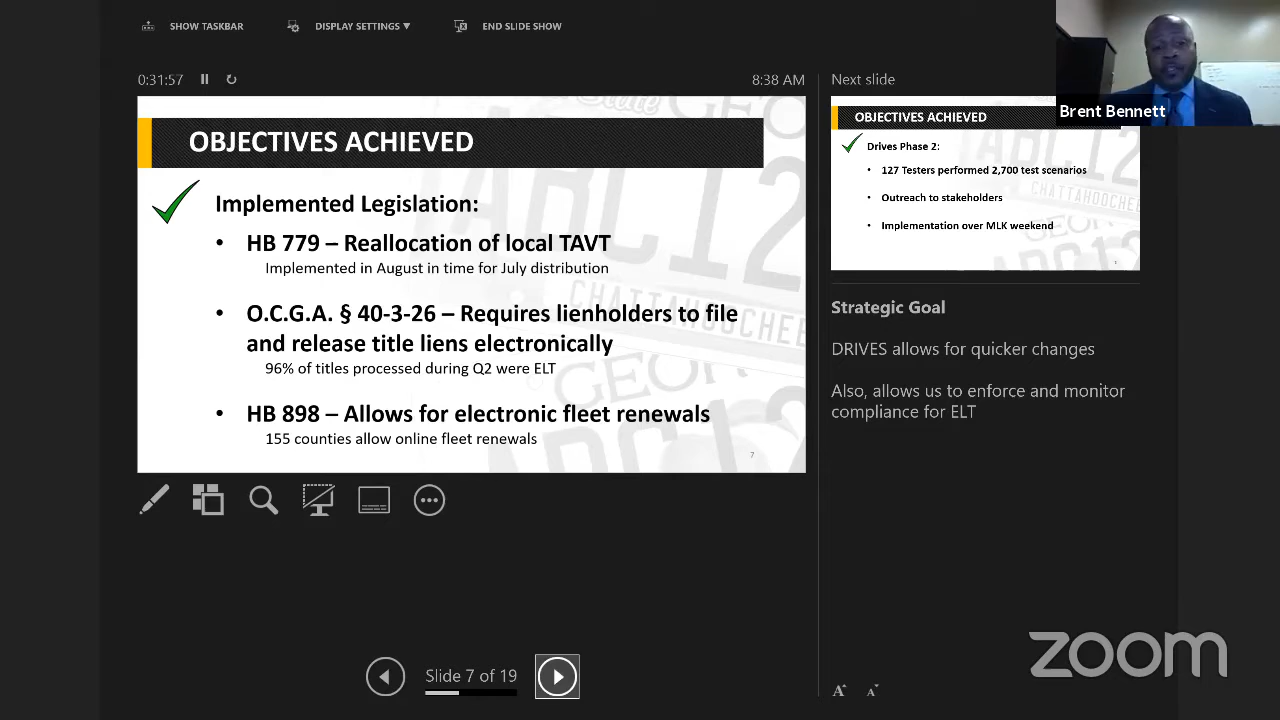 SHOW TASKBAR
DISPLAY SETTINGS ▼
END SLIDE SHOW
0:31:57
8:38 AM
OBJECTIVES ACHIEVED
Implemented Legislation:
• HB 779 – Reallocation of local TAVT
Implemented in August in time for July distribution
• O.C.G.A. § 40-3-26 – Requires lienholders to file
and release title liens electronically
96% of titles processed during Q2 were ELT
• HB 898 – Allows for electronic fleet renewals
155 counties allow online fleet renewals
7
ABC12
CHATTAHOOCHEE
Slide 7 of 19
Next slide
Brent Bennett
OBJECTIVES ACHIEVED
Drives Phase 2:
• 127 Testers performed 2,700 test scenarios
• Outreach to stakeholders
• Implementation over MLK weekend
Strategic Goal
DRIVES allows for quicker changes
Also, allows us to enforce and monitor
compliance for ELT
A A
zoom